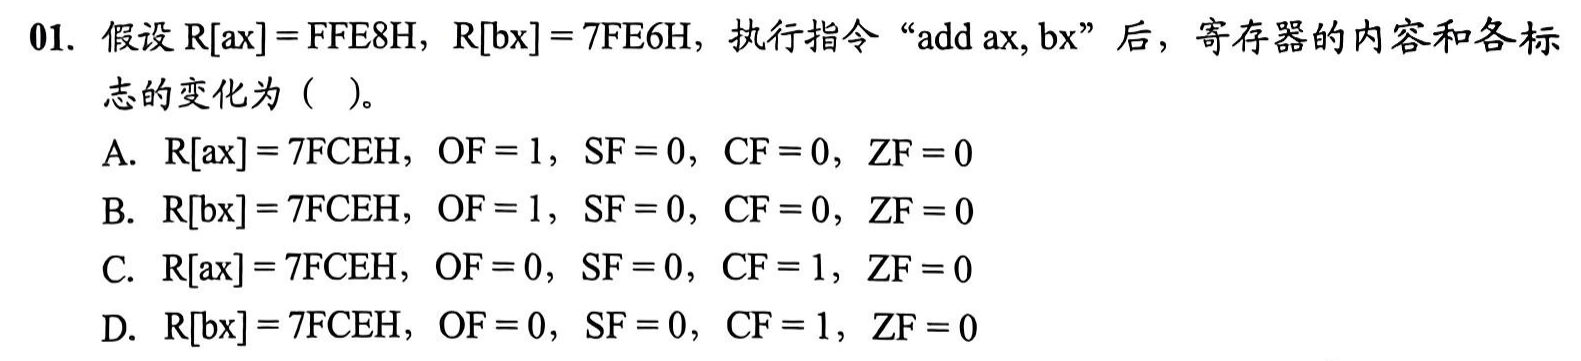 01. 假设 R[ax] = FFE8H，R[bx] = 7FE6H，执行指令“add ax, bx”后，寄存器的内容和各标
志的变化为（ ）。
A. R[ax] = 7FCEH，OF = 1，SF = 0，CF = 0，ZF = 0
B. R[bx] = 7FCEH，OF = 1，SF = 0，CF = 0，ZF = 0
C. R[ax] = 7FCEH，OF = 0，SF = 0，CF = 1，ZF = 0
D. R[bx] = 7FCEH，OF = 0，SF = 0，CF = 1，ZF = 0